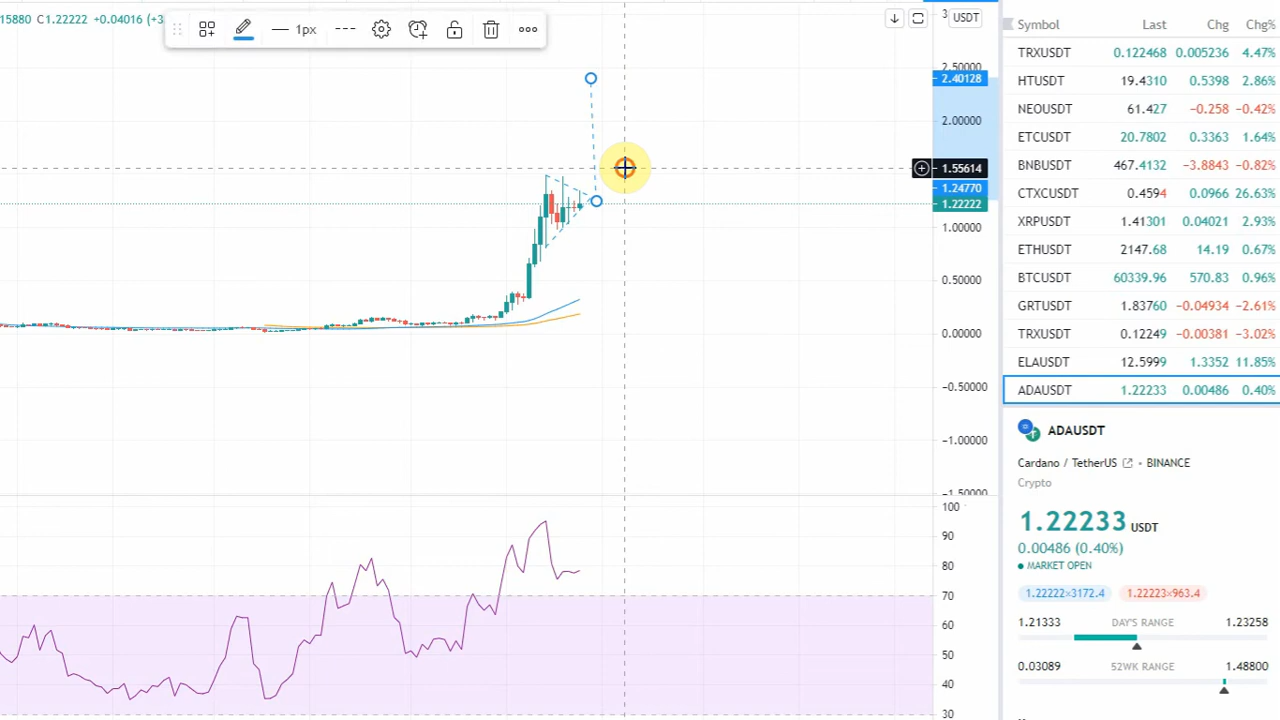 15880 C1.22222 +0.04016 (+3
1px
USDT
3.
2.50000
2.40128
2.00000
1.55614
1.24770
1.22222
1.00000
0.50000
0.00000
−0.50000
−1.00000
−1.50000
100
90
80
70
60
50
40
30
Symbol Last Chg Chg%
TRXUSDT 0.122468 0.005236 4.47%
HTUSDT 19.4310 0.5398 2.86%
NEOUSDT 61.427 −0.258 −0.42%
ETCUSDT 20.7802 0.3363 1.64%
BNBUSDT 467.4132 −3.8843 −0.82%
CTXCUSDT 0.4594 0.0966 26.63%
XRPUSDT 1.41301 0.04021 2.93%
ETHUSDT 2147.68 14.19 0.67%
BTCUSDT 60339.96 570.83 0.96%
GRTUSDT 1.83760 −0.04934 −2.61%
TRXUSDT 0.12249 −0.00381 −3.02%
ELAUSDT 12.5999 1.3352 11.85%
ADAUSDT 1.22233 0.00486 0.40%
ADAUSDT
Cardano / TetherUS • BINANCE
Crypto
1.22233 USDT
0.00486 (0.40%)
● MARKET OPEN
1.22222×3172.4 1.22223×963.4
1.21333 DAY'S RANGE 1.23258
0.03089 52WK RANGE 1.48800